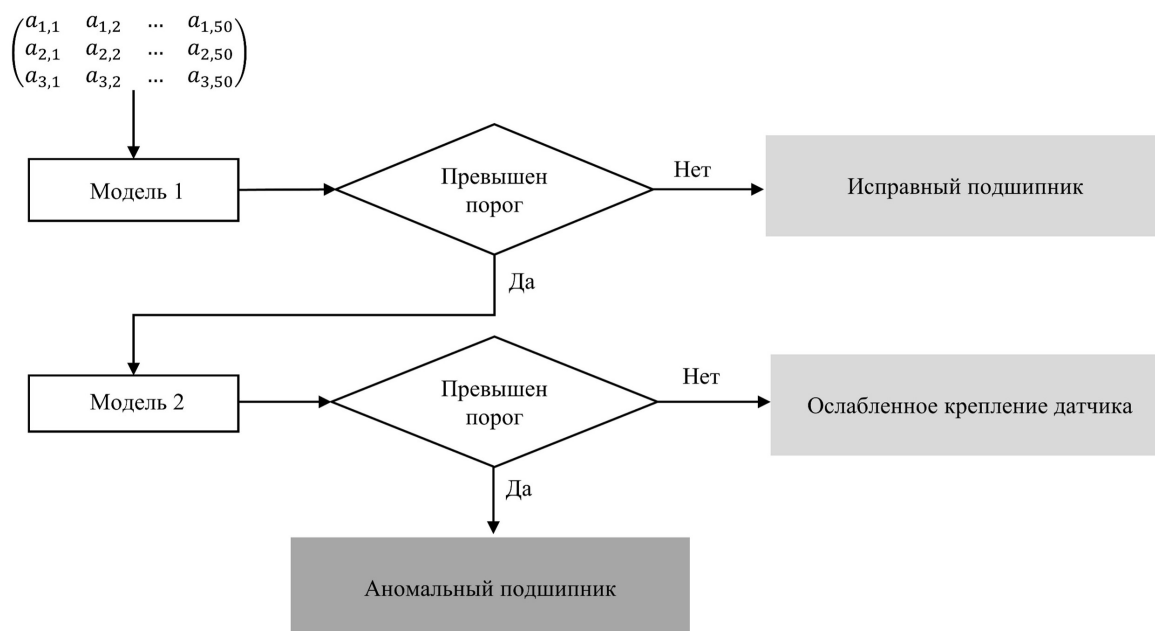 a1,1 a1,2 ... a1,50
a2,1 a2,2 ... a2,50
a3,1 a3,2 ... a3,50
Модель 1
Превышен
порог
Нет
Исправный подшипник
Да
Модель 2
Превышен
порог
Нет
Ослабленное крепление датчика
Да
Аномальный подшипник